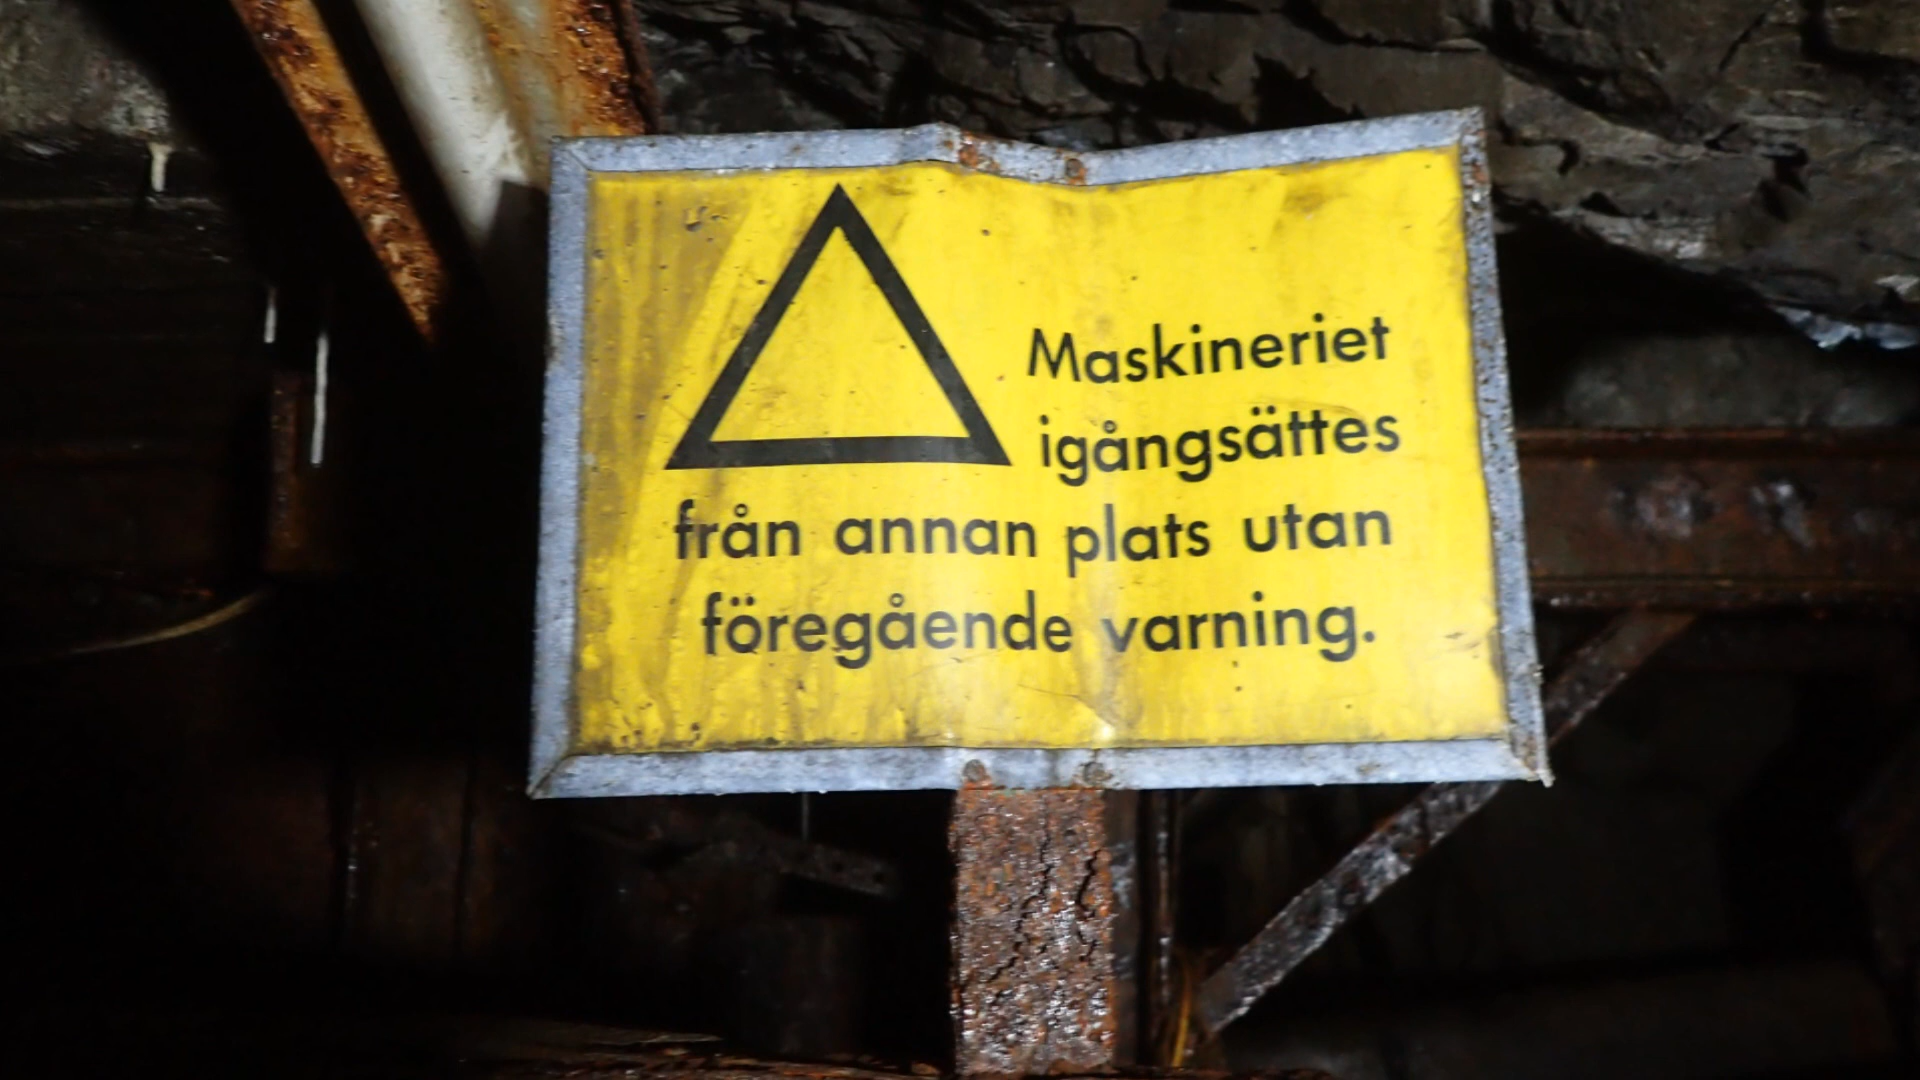 Maskineriet
igångsättes
från annan plats utan
föregående varning.